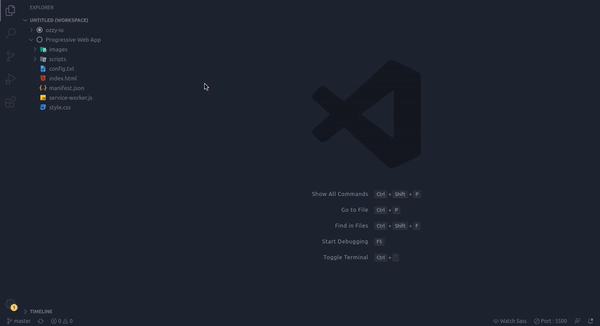 EXPLORER
UNTITLED (WORKSPACE)
ozzy-io
Progressive Web App
images
scripts
config.txt
index.html
manifest.json
service-worker.js
style.css
Show All Commands Ctrl + Shift + P
Go to File Ctrl + P
Find in Files Ctrl + Shift + F
Start Debugging F5
Toggle Terminal Ctrl + `
TIMELINE
1
master 0 0 Watch Sass Port : 5500